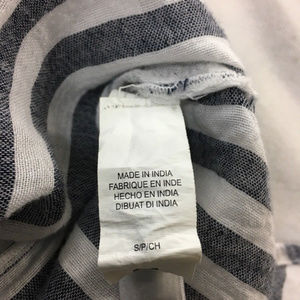 MADE IN INDIA
FABRIQUE EN INDE
HECHO EN INDIA
DIBUAT DI INDIA
S/P/CH